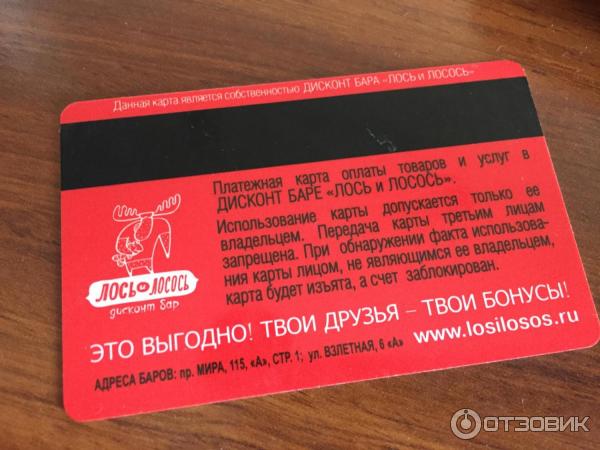 Данная карта является собственностью ДИСКОНТ БАРА «ЛОСЬ и ЛОСОСЬ»
Платежная карта оплаты товаров и услуг в
ДИСКОНТ БАРЕ «ЛОСЬ и ЛОСОСЬ».
Использование карты допускается только ее
владельцем. Передача карты третьим лицам
запрещена. При обнаружении факта использова-
ния карты лицом, не являющимся ее владельцем,
карта будет изъята, а счет заблокирован.
ЛОСЬ и ЛОСОСЬ
дисконт бар
ЭТО ВЫГОДНО! ТВОИ ДРУЗЬЯ – ТВОИ БОНУСЫ!
www.losilosos.ru
АДРЕСА БАРОВ: пр. МИРА, 115, «А», СТР. 1; ул. ВЗЛЕТНАЯ, 6 «А»
ОТЗОВИК